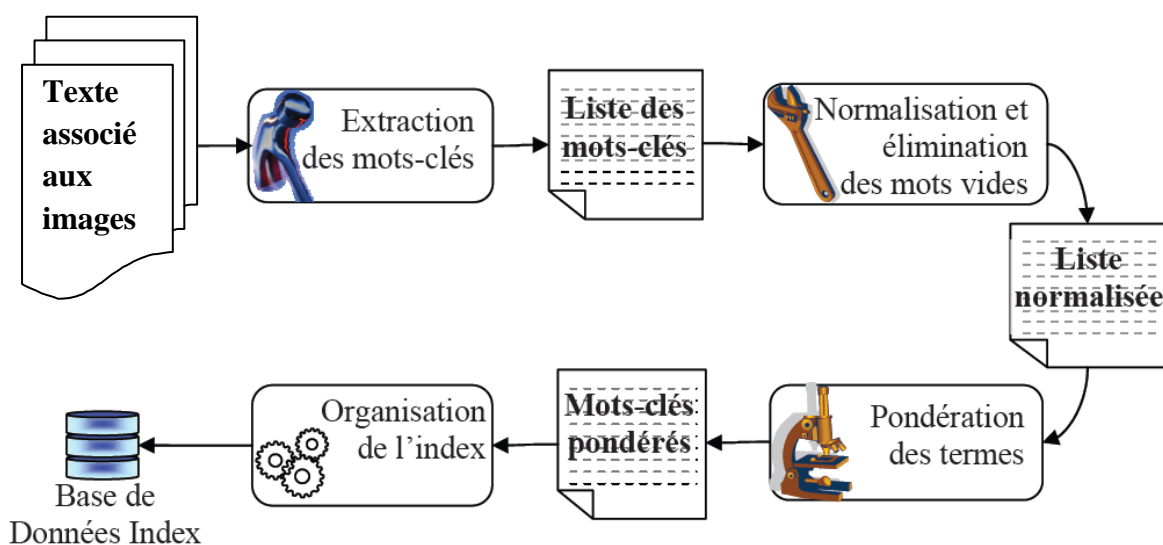 Texte
associé
aux
images
Extraction
des mots-clés
Liste des
mots-clés
Normalisation et
élimination
des mots vides
Liste
normalisée
Pondération
des termes
Mots-clés
pondérés
Organisation
de l’index
Base de
Données Index